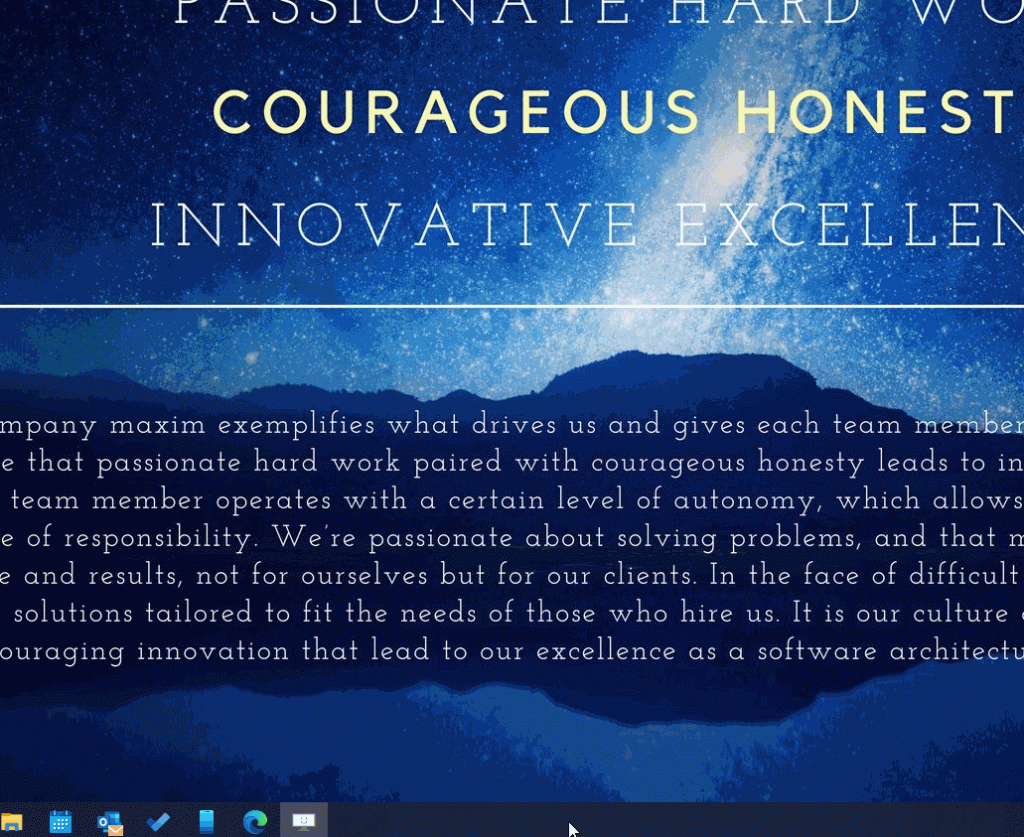 PASSIONATE HARD WO
COURAGEOUS HONEST
INNOVATIVE EXCELLEN
mpany maxim exemplifies what drives us and gives each team member
e that passionate hard work paired with courageous honesty leads to in
team member operates with a certain level of autonomy, which allows
e of responsibility. We're passionate about solving problems, and that m
e and results, not for ourselves but for our clients. In the face of difficult
solutions tailored to fit the needs of those who hire us. It is our culture
ouraging innovation that lead to our excellence as a software architectu